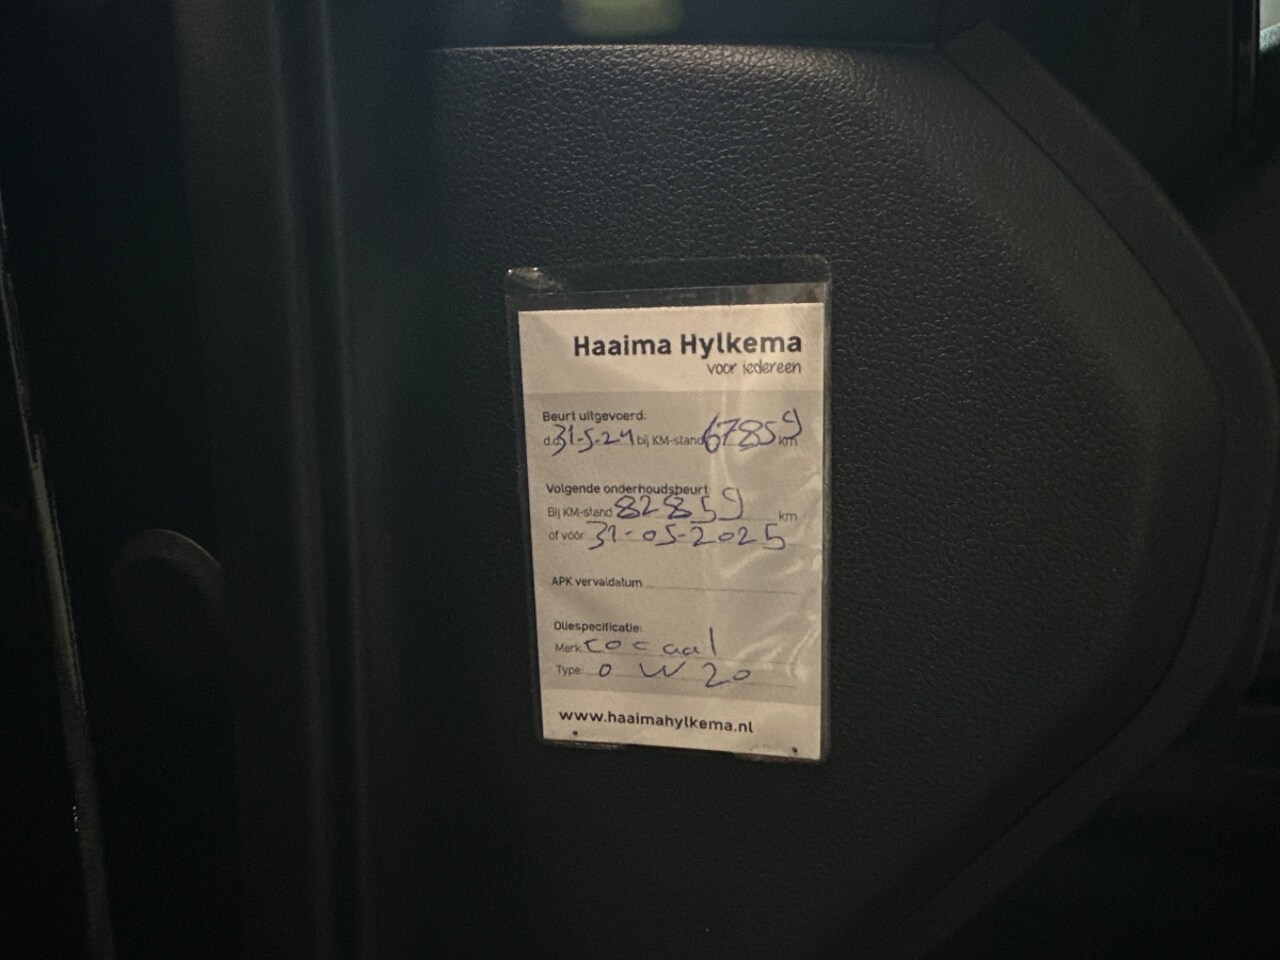 Haaima Hylkema
voor iedereen
Beurt uitgevoerd:
d.d. 31-5-24 bij KM-stand 67859 km
Volgende onderhoudsbeurt:
Bij KM-stand 82859 km
of vóór 31-05-2025
APK vervaldatum
Oliespecificatie:
Merk:
Type: 0 W 20
www.haaimahylkema.nl